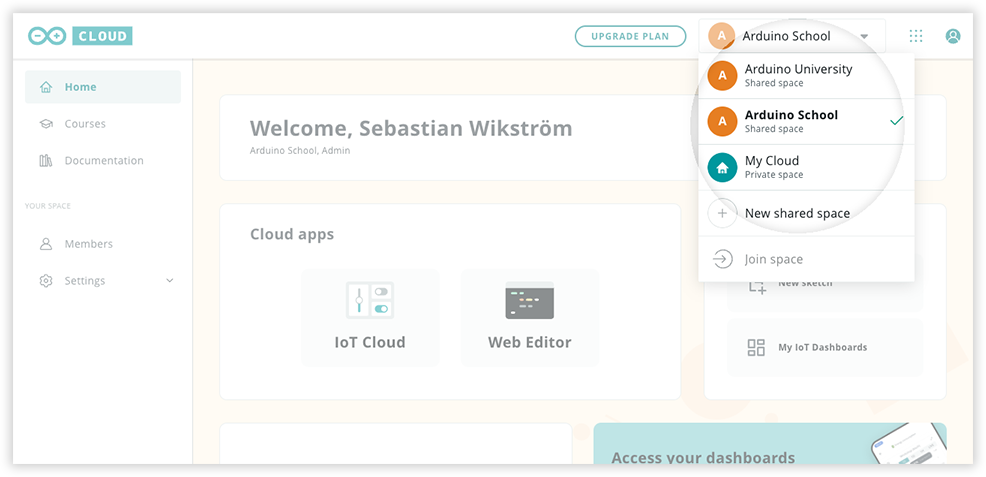 CLOUD
UPGRADE PLAN
A
Arduino School
Home
Courses
Documentation
YOUR SPACE
Members
Settings
Welcome, Sebastian Wikström
Arduino School, Admin
A
Arduino University
Shared space
A
Arduino School
Shared space
My Cloud
Private space
New shared space
Join space
Cloud apps
IoT Cloud
Web Editor
New sketch
My IoT Dashboards
Access your dashboards